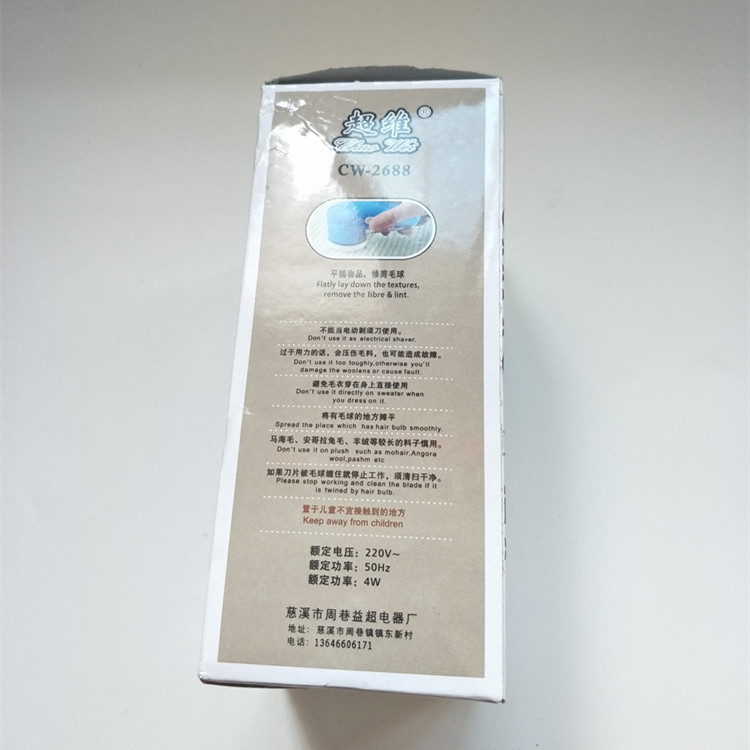 超维®
Chao Wei
CW-2688
平铺物品，修剪毛球
Flatly lay down the textures,
remove the fibre & lint.
不能当电动剃须刀使用。
Don't use it as electrical shaver.
过于用力的话，会压伤毛料，也可能造成故障。
Don't use it too toughly,otherwise you'll
damage the woolens or cause fault.
避免毛衣穿在身上直接使用
Don't use it directly on sweater when
you dress on it.
将有毛球的地方摊平
Spread the place which has hair bulb smoothly.
马海毛、安哥拉兔毛、羊绒等较长的料子慎用。
Don't use it on plush such as mohair,Angora
wool,pashm etc
如果刀片被毛球缠住就停止工作，须清扫干净。
Please stop working and clean the blade if it
is twined by hair bulb.
置于儿童不宜接触到的地方
Keep away from children
额定电压：220V~
额定功率：50Hz
额定功率：4W
慈溪市周巷益超电器厂
地址：慈溪市周巷镇镇东新村
电话：13646606171